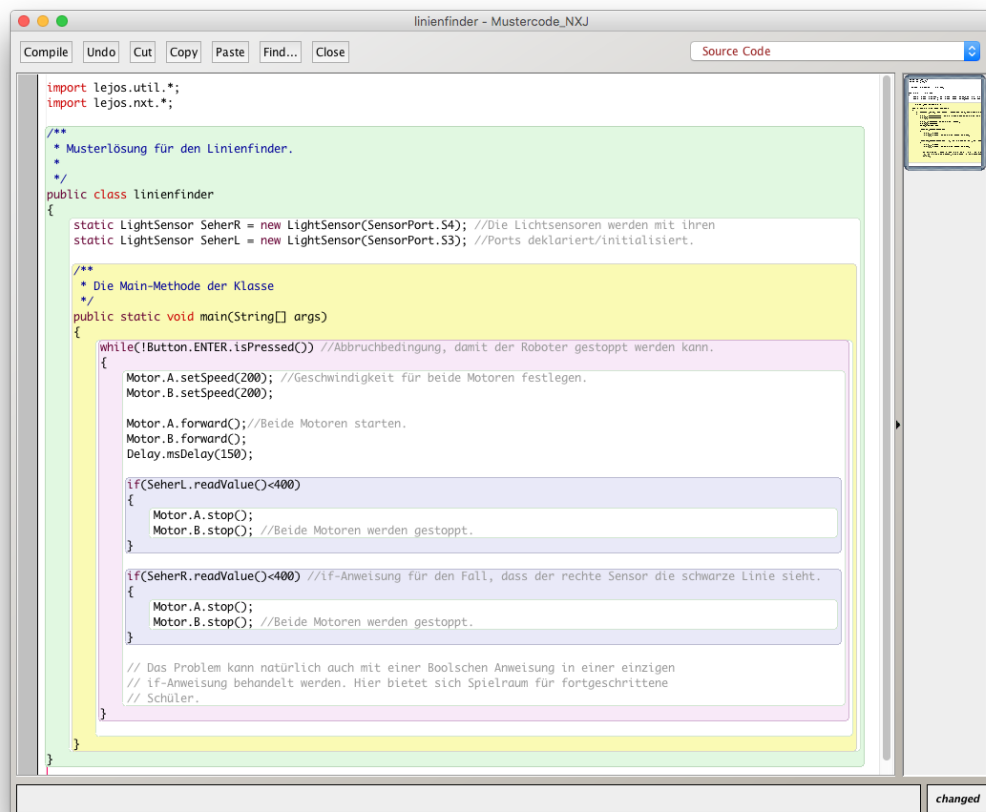 linienfinder - Mustercode_NXJ
Compile Undo Cut Copy Paste Find... Close Source Code
import lejos.util.*;
import lejos.nxt.*;
/**
* Musterlösung für den Linienfinder.
*
*/
public class linienfinder
{
static LightSensor SeherR = new LightSensor(SensorPort.S4); //Die Lichtsensoren werden mit ihren
static LightSensor SeherL = new LightSensor(SensorPort.S3); //Ports deklariert/initialisiert.
/**
* Die Main-Methode der Klasse
*/
public static void main(String[] args)
{
while(!Button.ENTER.isPressed()) //Abbruchbedingung, damit der Roboter gestoppt werden kann.
{
Motor.A.setSpeed(200); //Geschwindigkeit für beide Motoren festlegen.
Motor.B.setSpeed(200);
Motor.A.forward();//Beide Motoren starten.
Motor.B.forward();
Delay.msDelay(150);
if(SeherL.readValue()<400)
{
Motor.A.stop();
Motor.B.stop(); //Beide Motoren werden gestoppt.
}
if(SeherR.readValue()<400) //if-Anweisung für den Fall, dass der rechte Sensor die schwarze Linie sieht.
{
Motor.A.stop();
Motor.B.stop(); //Beide Motoren werden gestoppt.
}
// Das Problem kann natürlich auch mit einer Boolschen Anweisung in einer einzigen
// if-Anweisung behandelt werden. Hier bietet sich Spielraum für fortgeschrittene
// Schüler.
}
}
}
changed